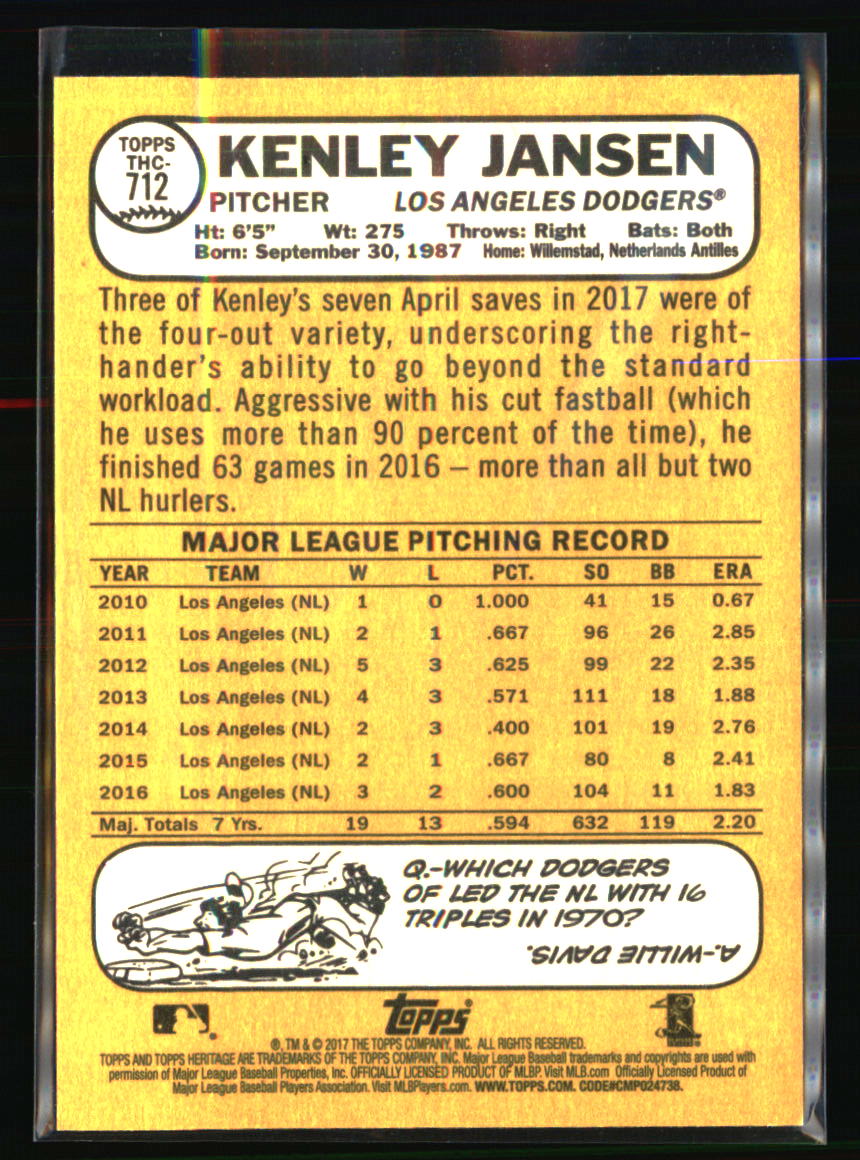 TOPPS
THC-
712
KENLEY JANSEN
PITCHER LOS ANGELES DODGERS®
Ht: 6'5" Wt: 275 Throws: Right Bats: Both
Born: September 30, 1987 Home: Willemstad, Netherlands Antilles
Three of Kenley's seven April saves in 2017 were of
the four-out variety, underscoring the right-
hander's ability to go beyond the standard
workload. Aggressive with his cut fastball (which
he uses more than 90 percent of the time), he
finished 63 games in 2016 – more than all but two
NL hurlers.
MAJOR LEAGUE PITCHING RECORD
YEAR TEAM W L PCT. SO BB ERA
2010 Los Angeles (NL) 1 0 1.000 41 15 0.67
2011 Los Angeles (NL) 2 1 .667 96 26 2.85
2012 Los Angeles (NL) 5 3 .625 99 22 2.35
2013 Los Angeles (NL) 4 3 .571 111 18 1.88
2014 Los Angeles (NL) 2 3 .400 101 19 2.76
2015 Los Angeles (NL) 2 1 .667 80 8 2.41
2016 Los Angeles (NL) 3 2 .600 104 11 1.83
Maj. Totals 7 Yrs. 19 13 .594 632 119 2.20
Q.-WHICH DODGERS
OF LED THE NL WITH 16
TRIPLES IN 1970?
A.-WILLIE DAVIS.
Topps
®, TM & © 2017 THE TOPPS COMPANY, INC. ALL RIGHTS RESERVED.
TOPPS AND TOPPS HERITAGE ARE TRADEMARKS OF THE TOPPS COMPANY, INC. Major League Baseball trademarks and copyrights are used with
permission of Major League Baseball Properties, Inc. OFFICIALLY LICENSED PRODUCT OF MLBP. Visit MLB.com Officially Licensed Product of
Major League Baseball Players Association. Visit MLBPlayers.com. WWW.TOPPS.COM. CODE#CMP024738.